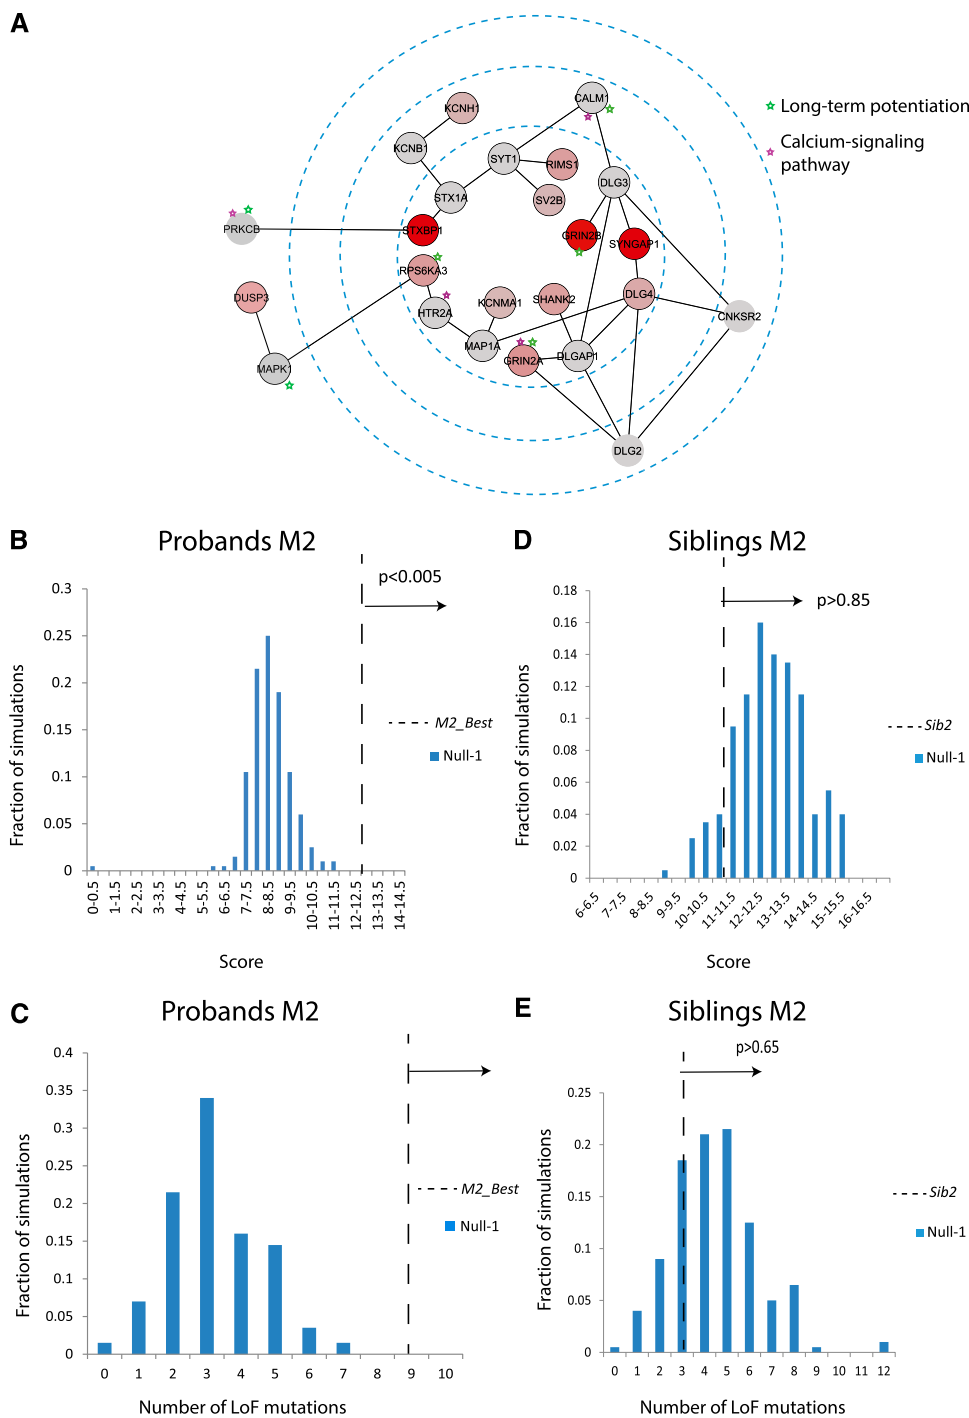 A
KCNH1
CALM1
Long-term potentiation
Calcium-signaling
pathway
KCNB1
SYT1
RIMS1
DLG3
STX1A
SV2B
PRKCB
STXBP1
GRIN2B
SYNGAP1
RPS6KA3
DUSP3
HTR2A
KCNMA1
SHANK2
DLG4
CNKSR2
MAP1A
GRIN2A
DLGAP1
MAPK1
DLG2
B
Probands M2
p<0.005
Fraction of simulations
0.3
0.25
0.2
0.15
0.1
0.05
0
M2_Best
Null-1
0-0.5
1-1.5
2-2.5
3-3.5
4-4.5
5-5.5
6-6.5
7-7.5
8-8.5
9-9.5
10-10.5
11-11.5
12-12.5
13-13.5
14-14.5
Score
D
Siblings M2
p>0.85
Fraction of simulations
0.18
0.16
0.14
0.12
0.1
0.08
0.06
0.04
0.02
0
Sib2
Null-1
6-6.5
7-7.5
8-8.5
9-9.5
10-10.5
11-11.5
12-12.5
13-13.5
14-14.5
15-15.5
16-16.5
Score
C
Probands M2
Fraction of simulations
0.4
0.35
0.3
0.25
0.2
0.15
0.1
0.05
0
M2_Best
Null-1
0 1 2 3 4 5 6 7 8 9 10
Number of LoF mutations
E
Siblings M2
p>0.65
Fraction of simulations
0.25
0.2
0.15
0.1
0.05
0
Sib2
Null-1
0 1 2 3 4 5 6 7 8 9 10 11 12
Number of LoF mutations